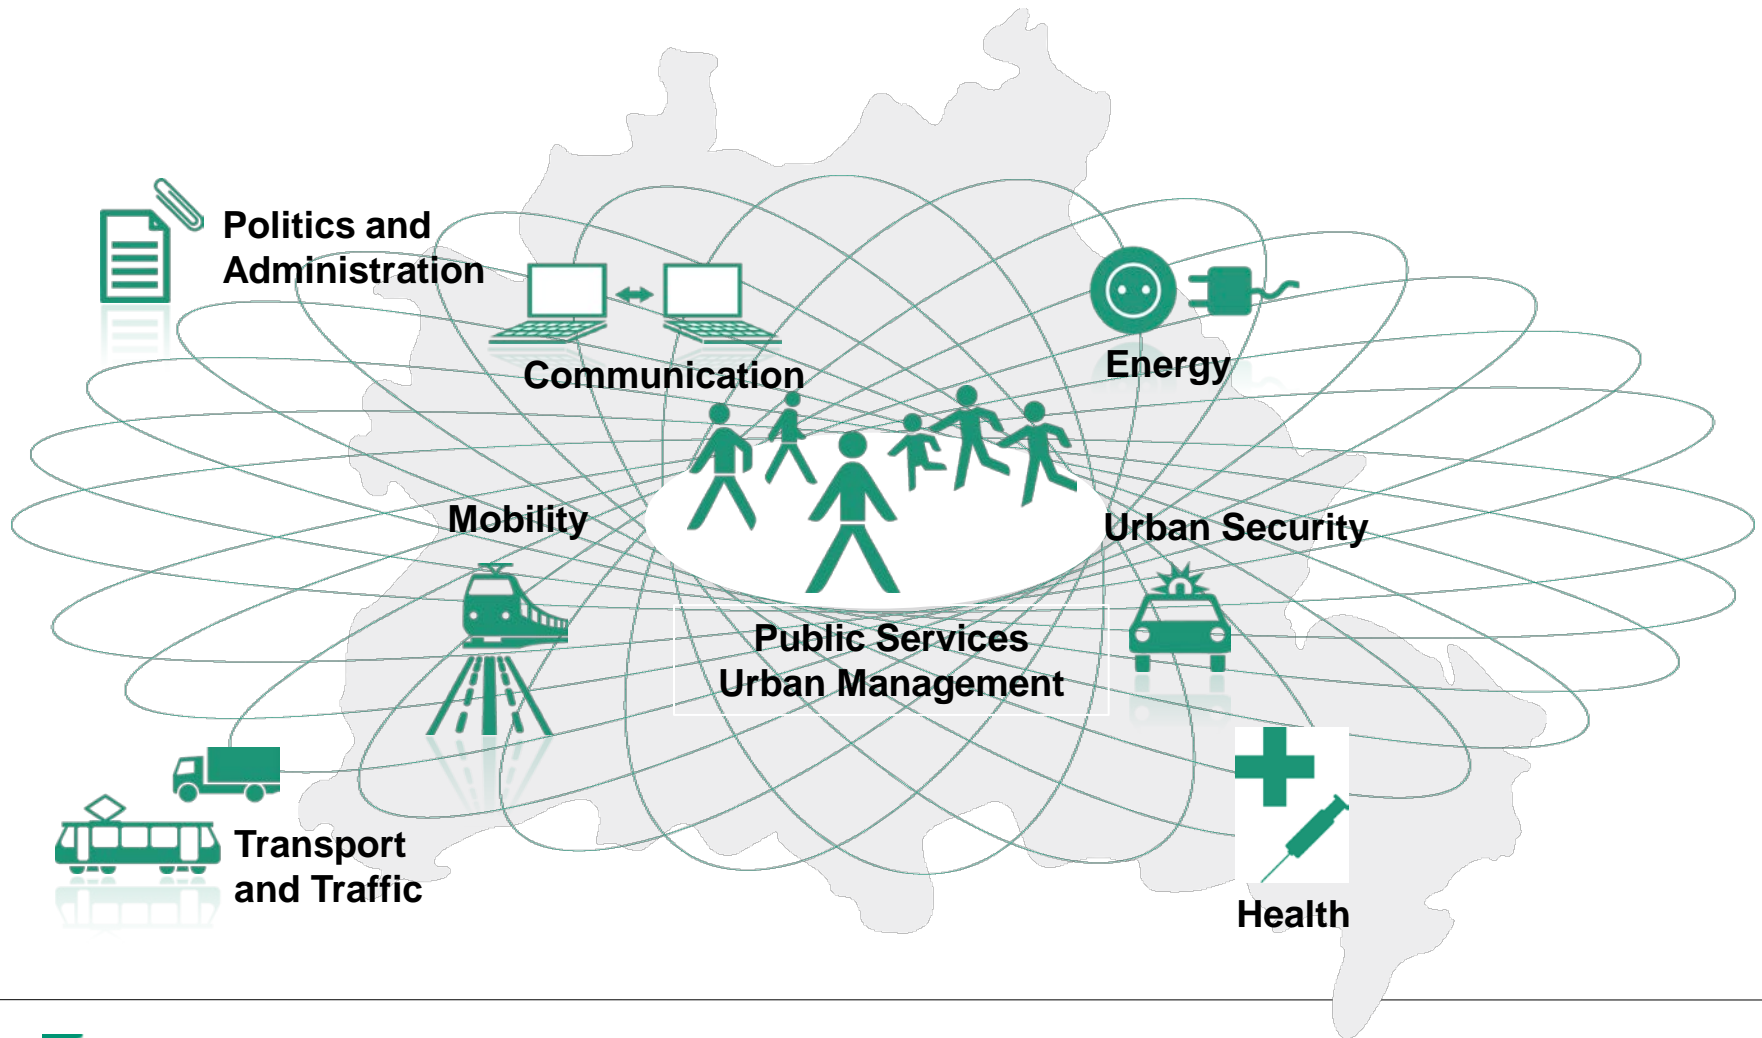 Politics and
Administration
Communication
Energy
Mobility
Urban Security
Public Services
Urban Management
Transport
and Traffic
Health